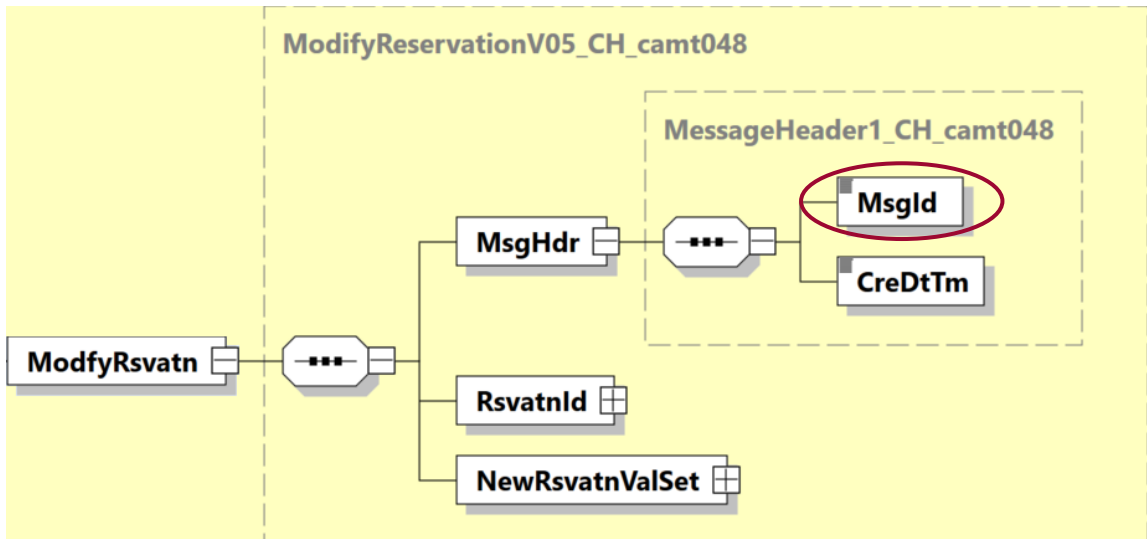 ModifyReservationV05_CH_camt048
MessageHeader1_CH_camt048
MsgId
MsgHdr
CreDtTm
ModfyRsvatn
RsvatnId
NewRsvatnValSet